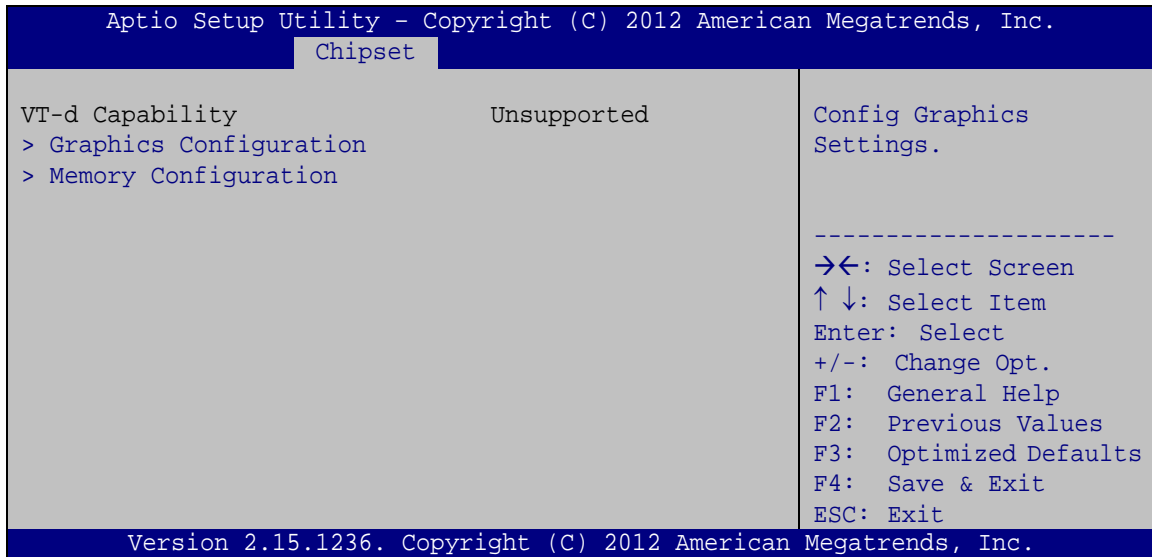 Aptio Setup Utility – Copyright (C) 2012 American Megatrends, Inc.
Chipset
VT-d Capability Unsupported
> Graphics Configuration
> Memory Configuration
Config Graphics
Settings.
---------------------
→←: Select Screen
↑ ↓: Select Item
Enter: Select
+/-: Change Opt.
F1: General Help
F2: Previous Values
F3: Optimized Defaults
F4: Save & Exit
ESC: Exit
Version 2.15.1236. Copyright (C) 2012 American Megatrends, Inc.